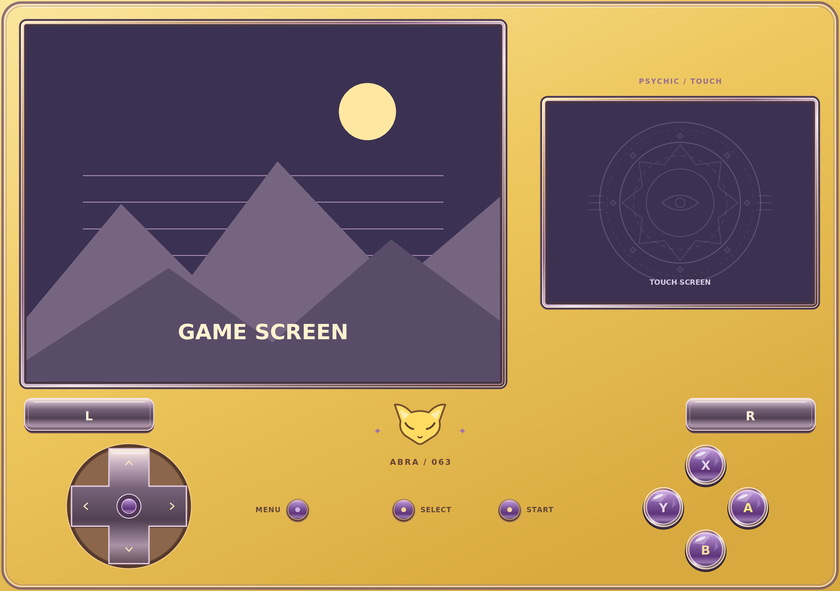 PSYCHIC / TOUCH
TOUCH SCREEN
GAME SCREEN
L
R
ABRA / 063
X
Y
A
B
MENU
SELECT
START